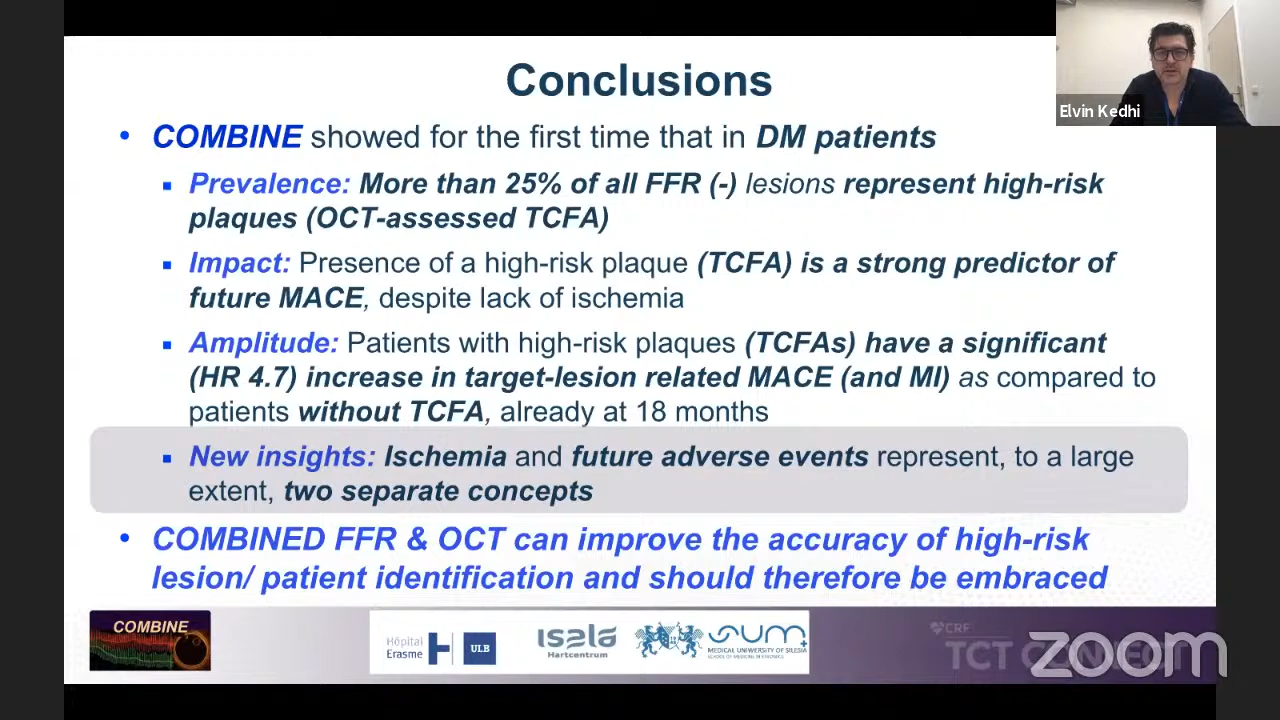 Conclusions
Elvin Kedhi
• COMBINE showed for the first time that in DM patients
▪ Prevalence: More than 25% of all FFR (-) lesions represent high-risk
plaques (OCT-assessed TCFA)
▪ Impact: Presence of a high-risk plaque (TCFA) is a strong predictor of
future MACE, despite lack of ischemia
▪ Amplitude: Patients with high-risk plaques (TCFAs) have a significant
(HR 4.7) increase in target-lesion related MACE (and MI) as compared to
patients without TCFA, already at 18 months
▪ New insights: Ischemia and future adverse events represent, to a large
extent, two separate concepts
• COMBINED FFR & OCT can improve the accuracy of high-risk
lesion/ patient identification and should therefore be embraced
COMBINE
Hôpital
Erasme
H
ULB
isala
Hartcentrum
sum
MEDICAL UNIVERSITY OF SILESIA
CRF
TCT
zoom